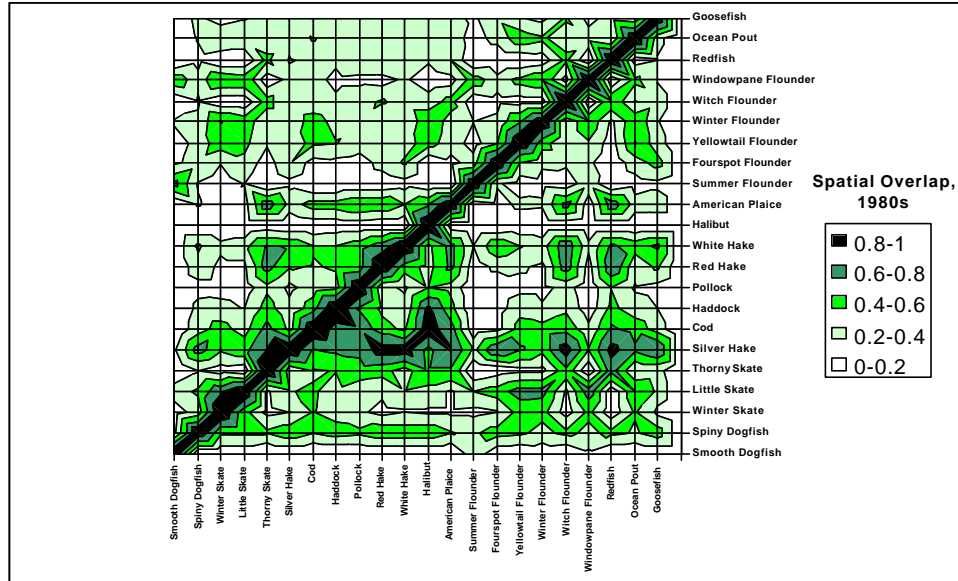 Goosefish
Ocean Pout
Redfish
Windowpane Flounder
Witch Flounder
Winter Flounder
Yellowtail Flounder
Fourspot Flounder
Summer Flounder
American Plaice
Halibut
White Hake
Red Hake
Pollock
Haddock
Cod
Silver Hake
Thorny Skate
Little Skate
Winter Skate
Spiny Dogfish
Smooth Dogfish
Spatial Overlap,
1980s
0.8-1
0.6-0.8
0.4-0.6
0.2-0.4
0-0.2
Smooth Dogfish
Spiny Dogfish
Winter Skate
Little Skate
Thorny Skate
Silver Hake
Cod
Haddock
Pollock
Red Hake
White Hake
Halibut
American Plaice
Summer Flounder
Fourspot Flounder
Yellowtail Flounder
Winter Flounder
Witch Flounder
Windowpane Flounder
Redfish
Ocean Pout
Goosefish